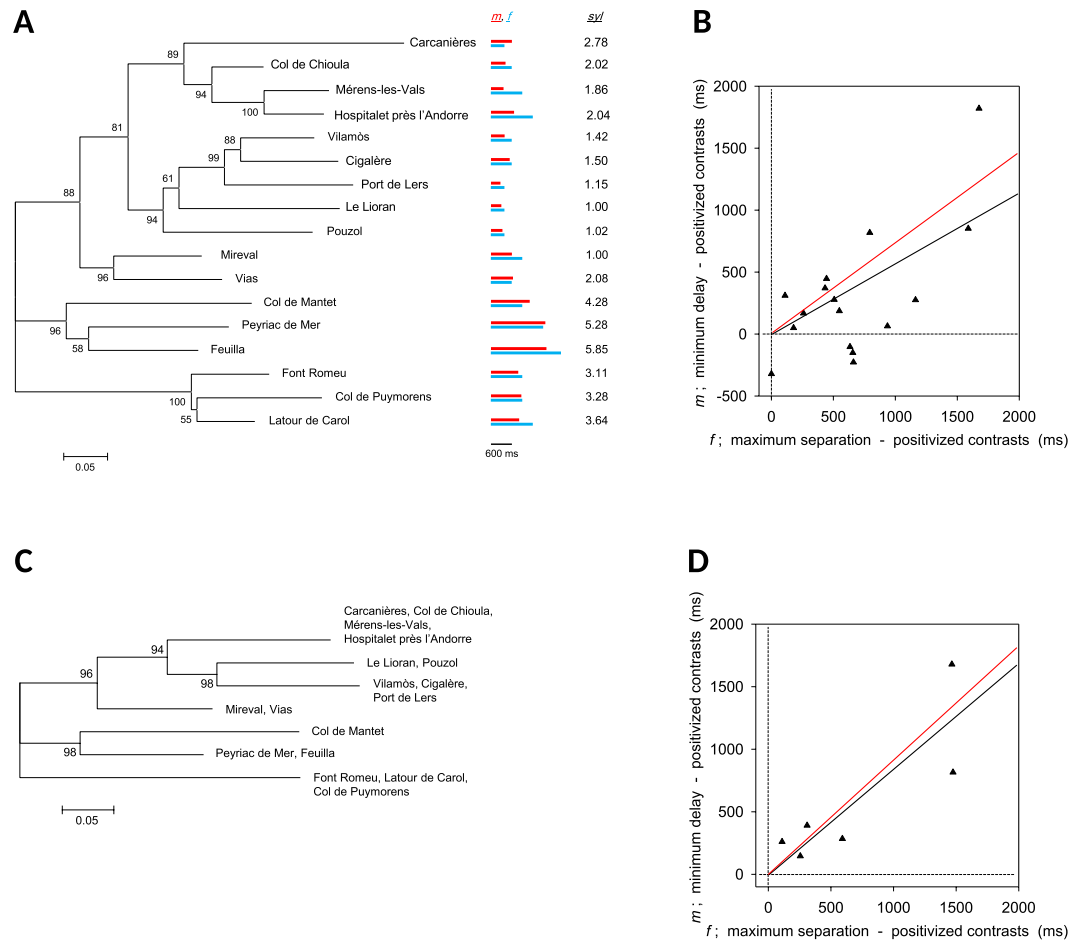 A
m, f syl
89 Carcanières 2.78
Col de Chioula 2.02
94
Mérens-les-Vals 1.86
100 Hospitalet près l'Andorre 2.04
81
88 Vilamòs 1.42
99 Cigalère 1.50
Port de Lers 1.15
61
88 Le Lioran 1.00
94 Pouzol 1.02
Mireval 1.00
96 Vias 2.08
Col de Mantet 4.28
96 Peyriac de Mer 5.28
58 Feuilla 5.85
Font Romeu 3.11
100 Col de Puymorens 3.28
55 Latour de Carol 3.64
600 ms
0.05
B
m ; minimum delay - positivized contrasts (ms)
2000
1500
1000
500
0
-500
0 500 1000 1500 2000
f ; maximum separation - positivized contrasts (ms)
C
Carcanières, Col de Chioula,
Mérens-les-Vals,
Hospitalet près l'Andorre
94
Le Lioran, Pouzol
96
98 Vilamòs, Cigalère,
Port de Lers
Mireval, Vias
Col de Mantet
98 Peyriac de Mer, Feuilla
Font Romeu, Latour de Carol,
Col de Puymorens
0.05
D
m ; minimum delay - positivized contrasts (ms)
2000
1500
1000
500
0
0 500 1000 1500 2000
f ; maximum separation - positivized contrasts (ms)